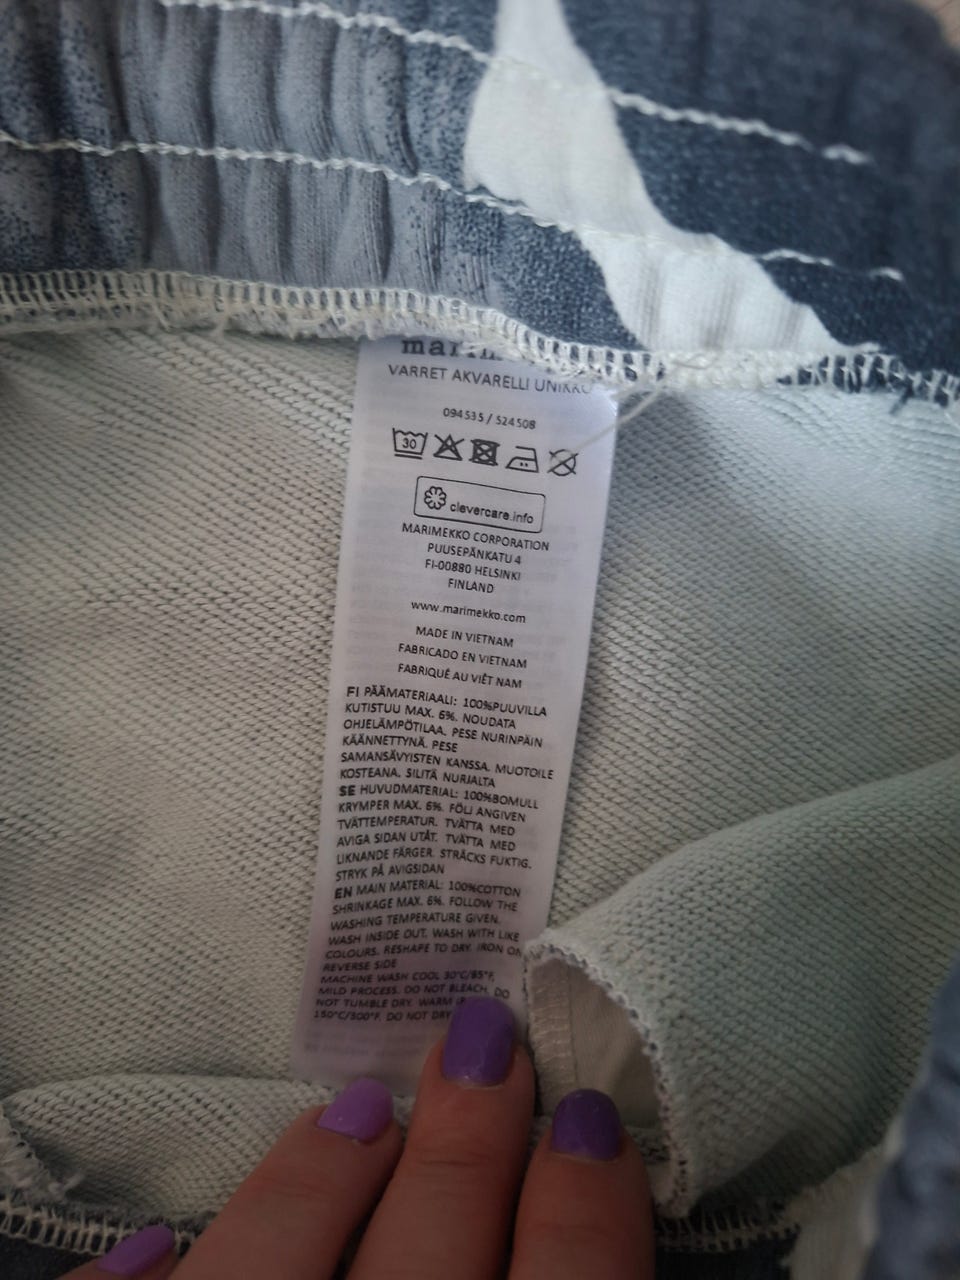 VARRET AKVARELLI UNIKKO
094535 / 524508
30
clevercare.info
MARIMEKKO CORPORATION
PUUSEPÄNKATU 4
FI-00880 HELSINKI
FINLAND
www.marimekko.com
MADE IN VIETNAM
FABRICADO EN VIETNAM
FABRIQUÉ AU VIÊT NAM
FI PÄÄMATERIAALI: 100%PUUVILLA
KUTISTUU MAX. 6%. NOUDATA
OHJELÄMPÖTILAA. PESE NURINPÄIN
KÄÄNNETTYNÄ. PESE
SAMANSÄVYISTEN KANSSA. MUOTOILE
KOSTEANA. SILITÄ NURJALTA
SE HUVUDMATERIAL: 100%BOMULL
KRYMPER MAX. 6%. FÖLJ ANGIVEN
TVÄTTEMPERATUR. TVÄTTA MED
AVIGA SIDAN UTÅT. TVÄTTA MED
LIKNANDE FÄRGER. STRÄCKS FUKTIG.
STRYK PÅ AVIGSIDAN
EN MAIN MATERIAL: 100%COTTON
SHRINKAGE MAX. 6%. FOLLOW THE
WASHING TEMPERATURE GIVEN.
WASH INSIDE OUT. WASH WITH LIKE
COLOURS. RESHAPE TO DRY. IRON ON
REVERSE SIDE
MACHINE WASH COOL 30°C/85°F,
MILD PROCESS. DO NOT BLEACH. DO
NOT TUMBLE DRY. WARM
150°C/300°F. DO NOT DRY